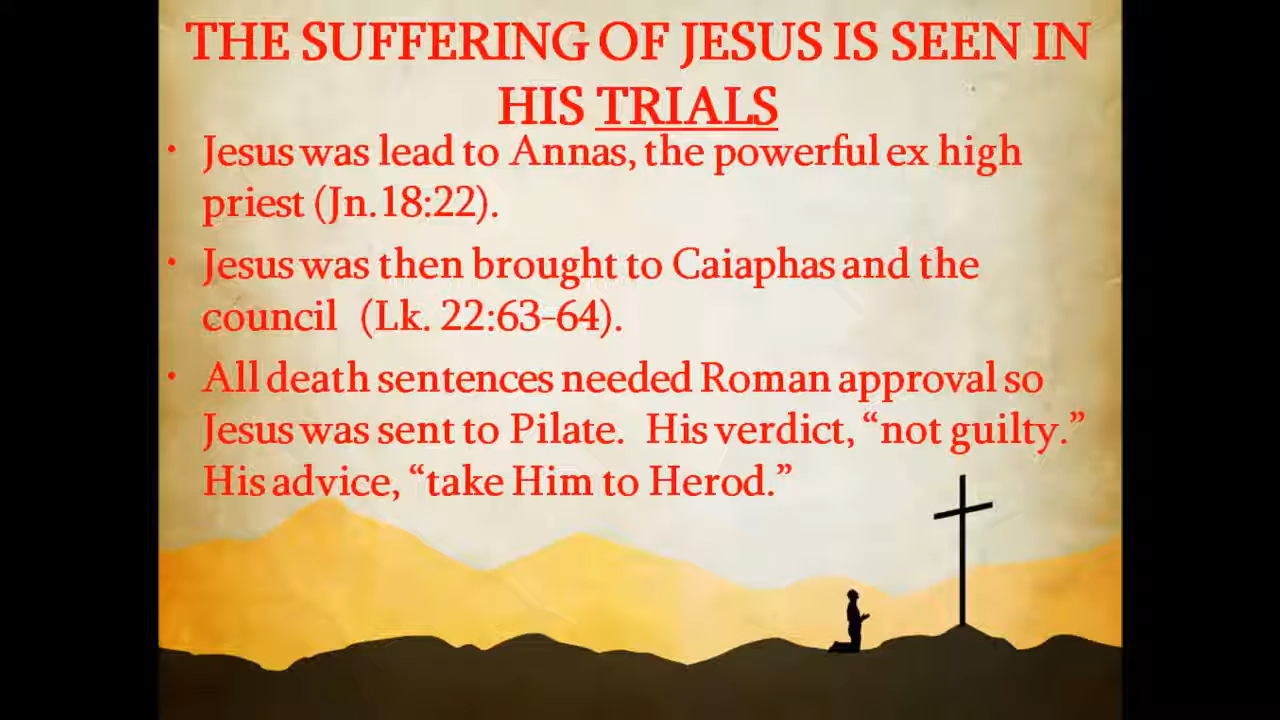 THE SUFFERING OF JESUS IS SEEN IN
HIS TRIALS
• Jesus was lead to Annas, the powerful ex high
priest (Jn.18:22).
• Jesus was then brought to Caiaphas and the
council (Lk. 22:63-64).
• All death sentences needed Roman approval so
Jesus was sent to Pilate. His verdict, “not guilty.”
His advice, “take Him to Herod.”